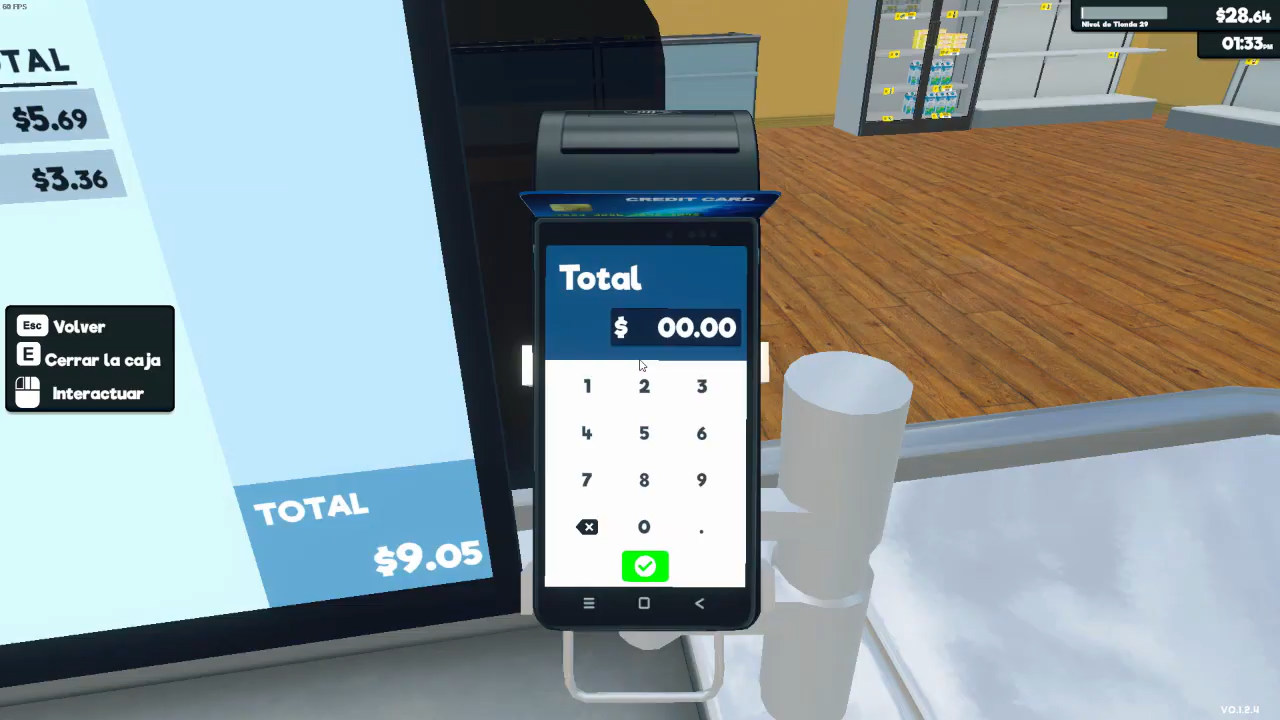 60 FPS
$28.64
Nivel de Tienda 29
01:33PM
TAL
$5.69
$3.36
CREDIT CARD
Total
$ 00.00
Esc Volver
E Cerrar la caja
Interactuar
1 2 3
4 5 6
7 8 9
0 .
TOTAL
$9.05
V0.1.2.4